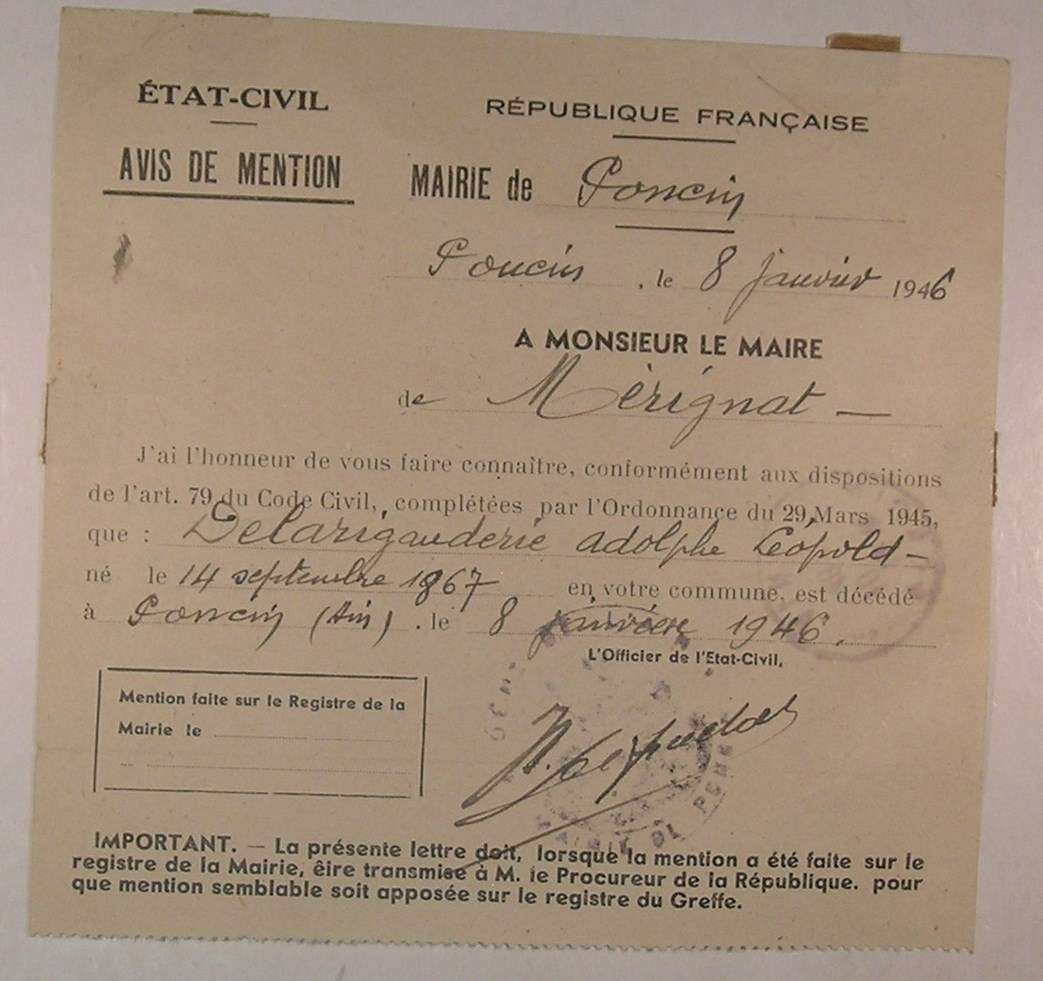 ÉTAT-CIVIL
AVIS DE MENTION
RÉPUBLIQUE FRANÇAISE
MAIRIE de Poncin
Poncin, le 8 janvier 1946
A MONSIEUR LE MAIRE
de Mérignat —
J'ai l'honneur de vous faire connaître, conformément aux dispositions
de l'art. 79 du Code Civil, complétées par l'Ordonnance du 29 Mars 1945,
que : Delarigauderie adolphe Léopold —
né le 14 septembre 1867 en votre commune, est décédé
à Poncin (Ain). le 8 janvier 1946.
L'Officier de l'Etat-Civil,
Mention faite sur le Registre de la
Mairie le
MAIRIE DE PONCIN
IMPORTANT. — La présente lettre doit, lorsque la mention a été faite sur le
registre de la Mairie, êire transmise à M. le Procureur de la République. pour
que mention semblable soit apposée sur le registre du Greffe.